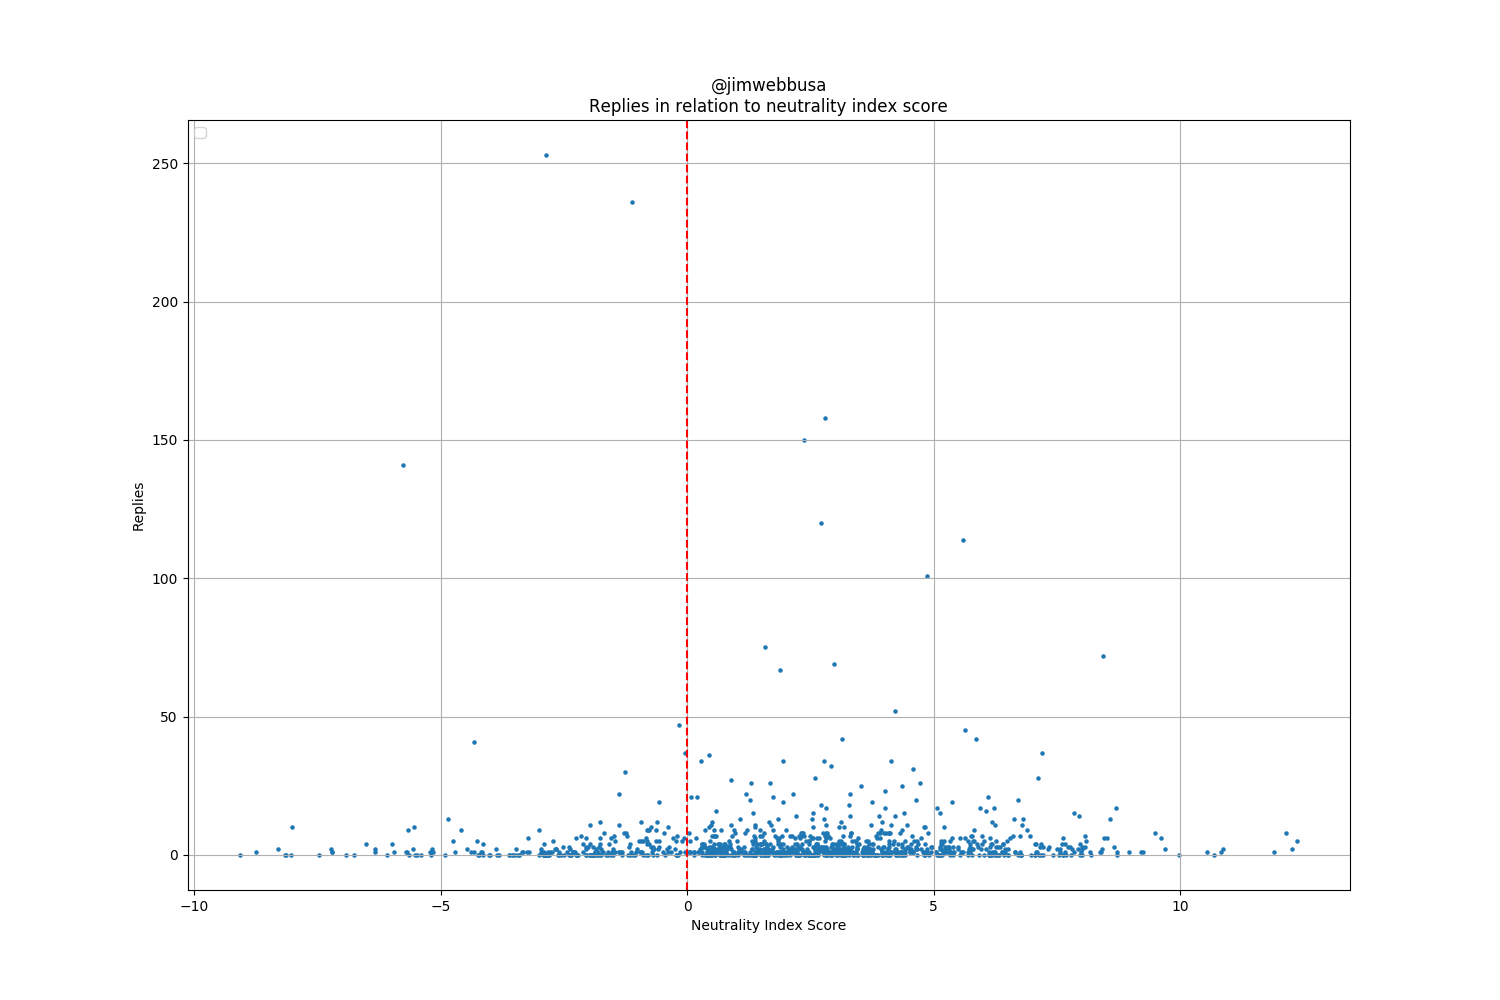 @jimwebbusa
Replies in relation to neutrality index score
250
200
150
100
50
0
Replies
−10
−5
0
5
10
Neutrality Index Score